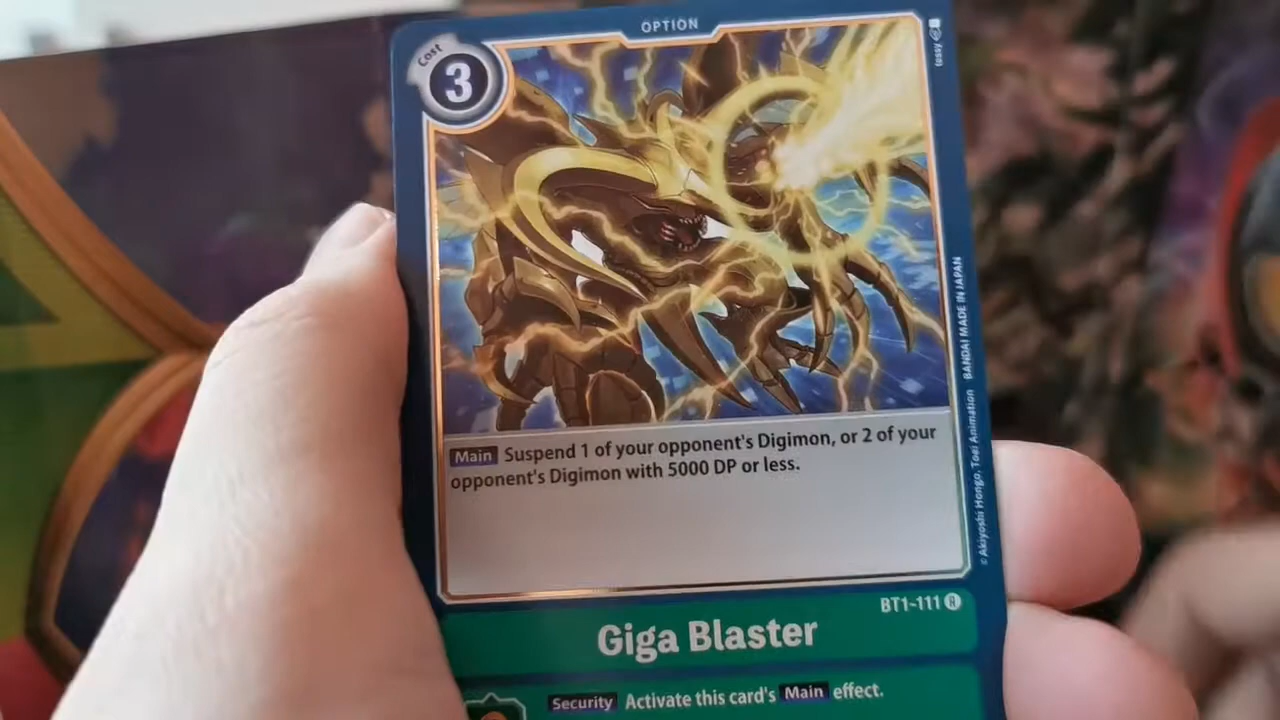 OPTION
Cost
3
tossy
BANDAI MADE IN JAPAN
© Akiyoshi Hongo, Toei Animation
Main Suspend 1 of your opponent's Digimon, or 2 of your
opponent's Digimon with 5000 DP or less.
BT1-111 R
Giga Blaster
Security Activate this card's Main effect.